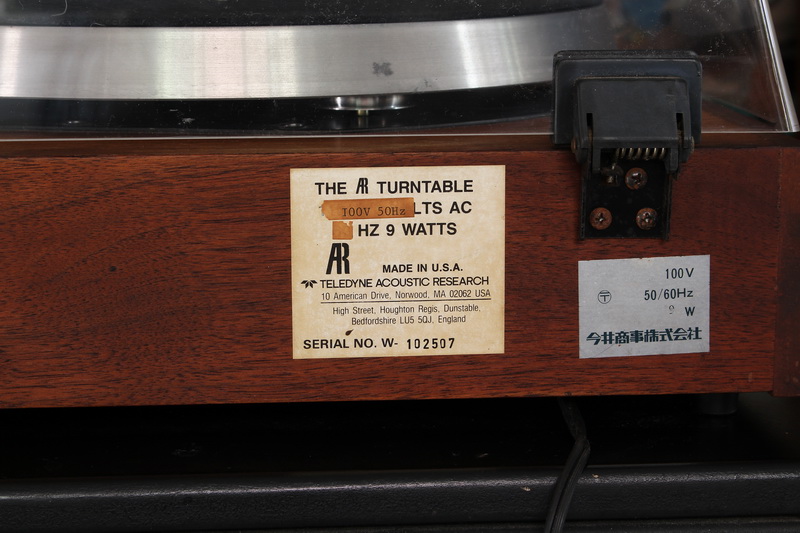 THE AR TURNTABLE
100V 50Hz LTS AC
HZ 9 WATTS
AR
MADE IN U.S.A.
TELEDYNE ACOUSTIC RESEARCH
10 American Drive, Norwood, MA 02062 USA
High Street, Houghton Regis, Dunstable,
Bedfordshire LU5 5QJ, England
SERIAL NO. W- 102507
100V
〒 50/60Hz
9 W
今井商事株式会社